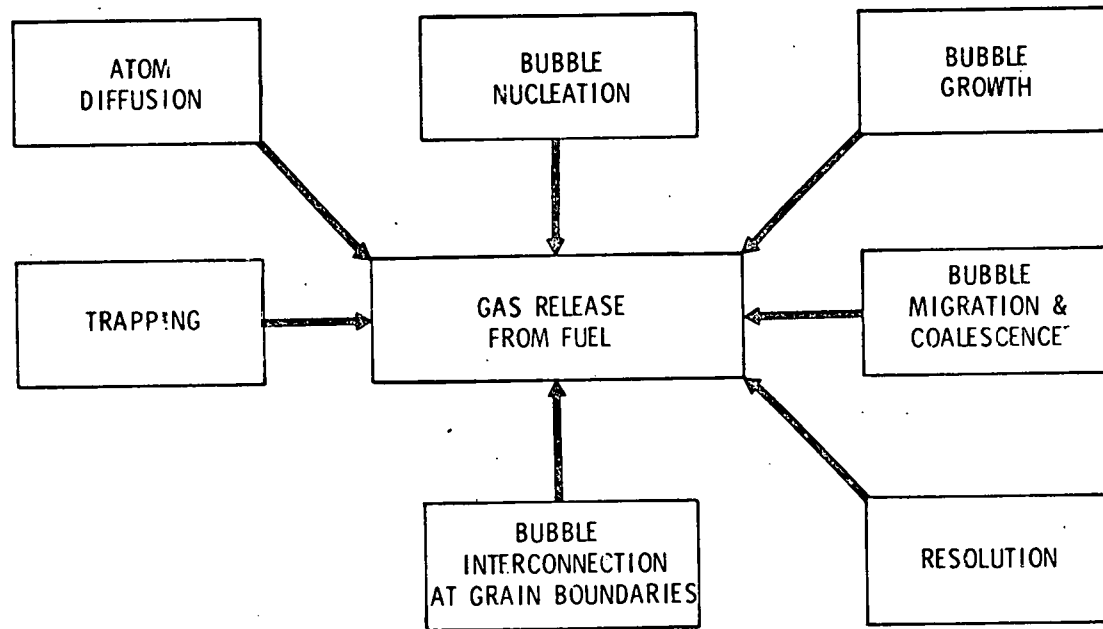 ATOM
DIFFUSION
BUBBLE
NUCLEATION
BUBBLE
GROWTH
TRAPPING
GAS RELEASE
FROM FUEL
BUBBLE
MIGRATION &
COALESCENCE
BUBBLE
INTERCONNECTION
AT GRAIN BOUNDARIES
RESOLUTION